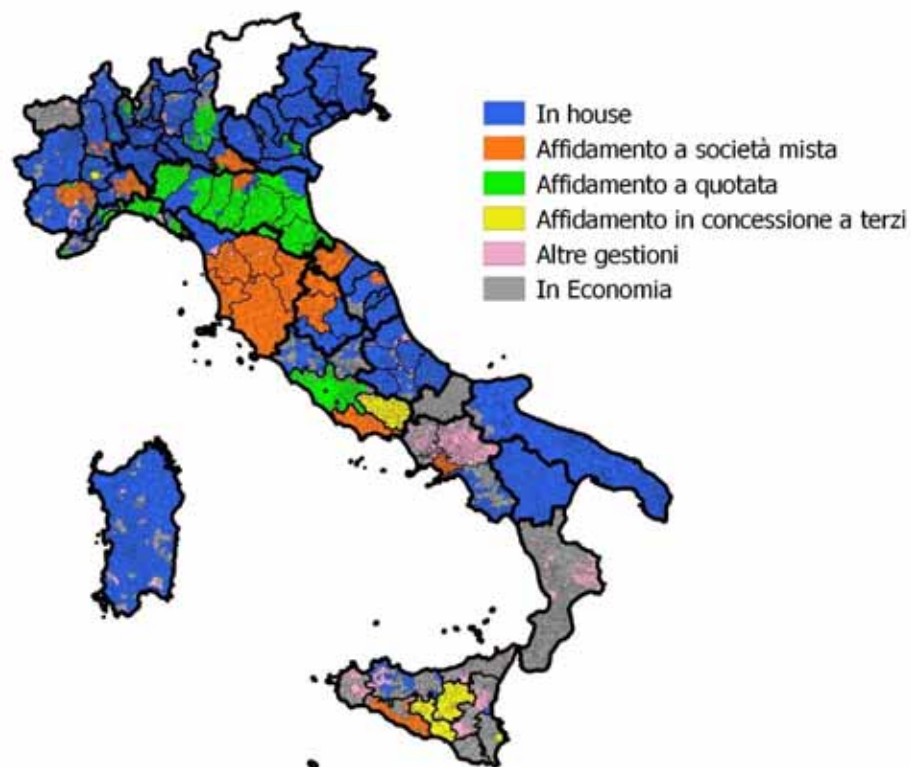 In house
Affidamento a società mista
Affidamento a quotata
Affidamento in concessione a terzi
Altre gestioni
In Economia